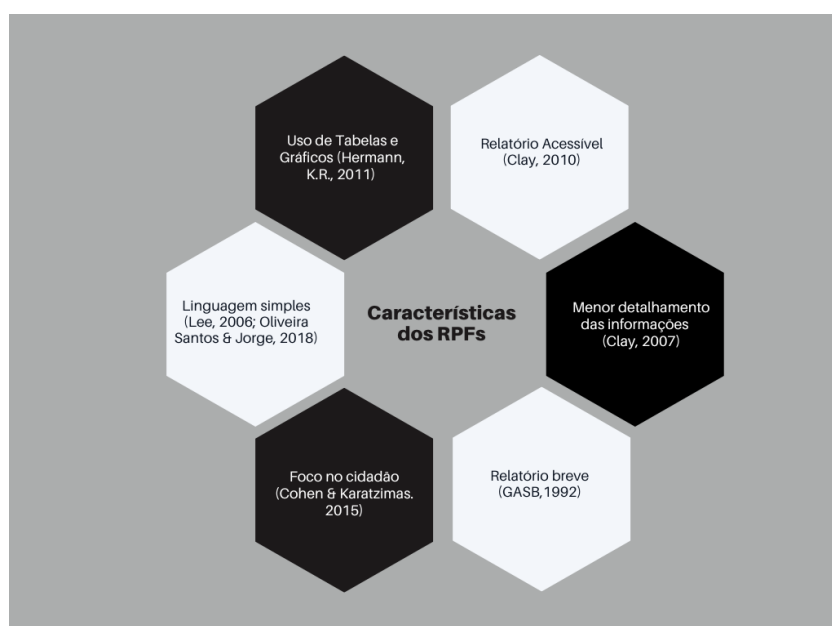 Uso de Tabelas e
Gráficos (Hermann,
K.R., 2011)
Relatório Acessível
(Clay, 2010)
Linguagem simples
(Lee, 2006; Oliveira
Santos & Jorge, 2018)
Características
dos RPFs
Menor detalhamento
das informações
(Clay, 2007)
Foco no cidadão
(Cohen & Karatzimas.
2015)
Relatório breve
(GASB,1992)